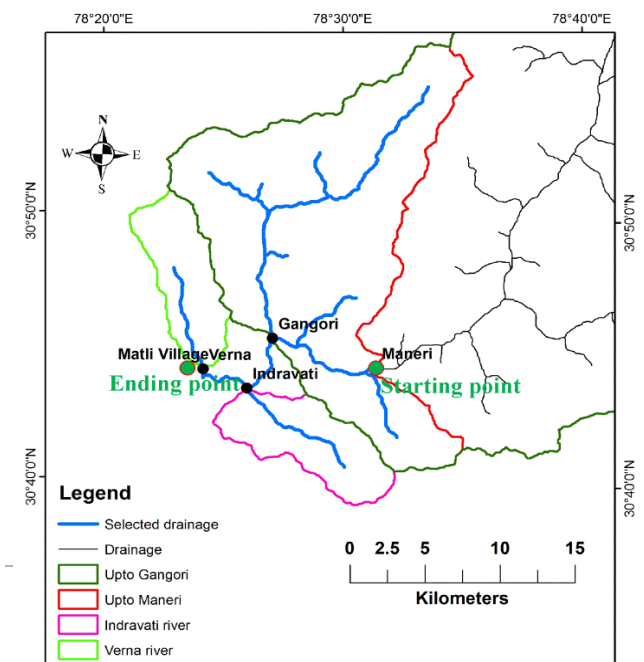 78°20'0"E 78°30'0"E 78°40'0"E
N
W E
S
30°50'0"N 30°50'0"N
Gangori
Matli Village Verna Maneri
Indravati
Ending point Starting point
30°40'0"N 30°40'0"N
Legend
Selected drainage
Drainage
Upto Gangori
Upto Maneri
Indravati river
Verna river
0 2.5 5 10 15
Kilometers